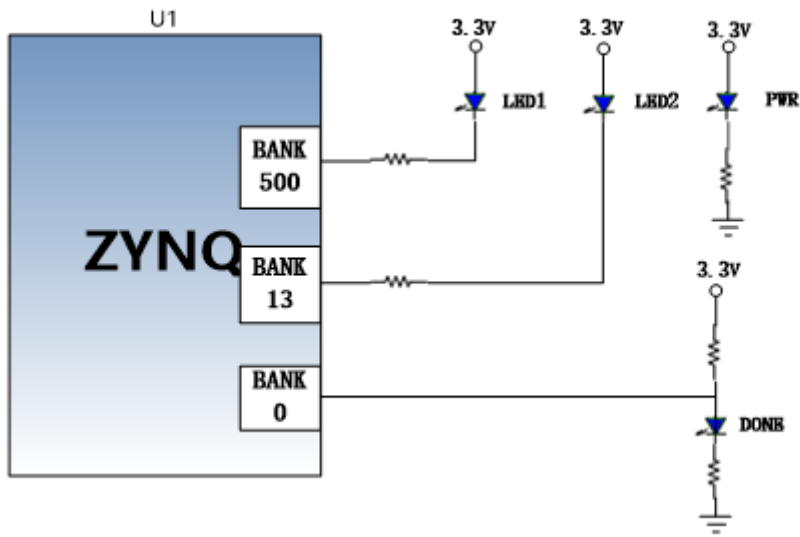 U1
3.3V
3.3V
3.3V
LED1
LED2
PWR
BANK
500
ZYNQ
BANK
13
3.3V
BANK
0
DONE